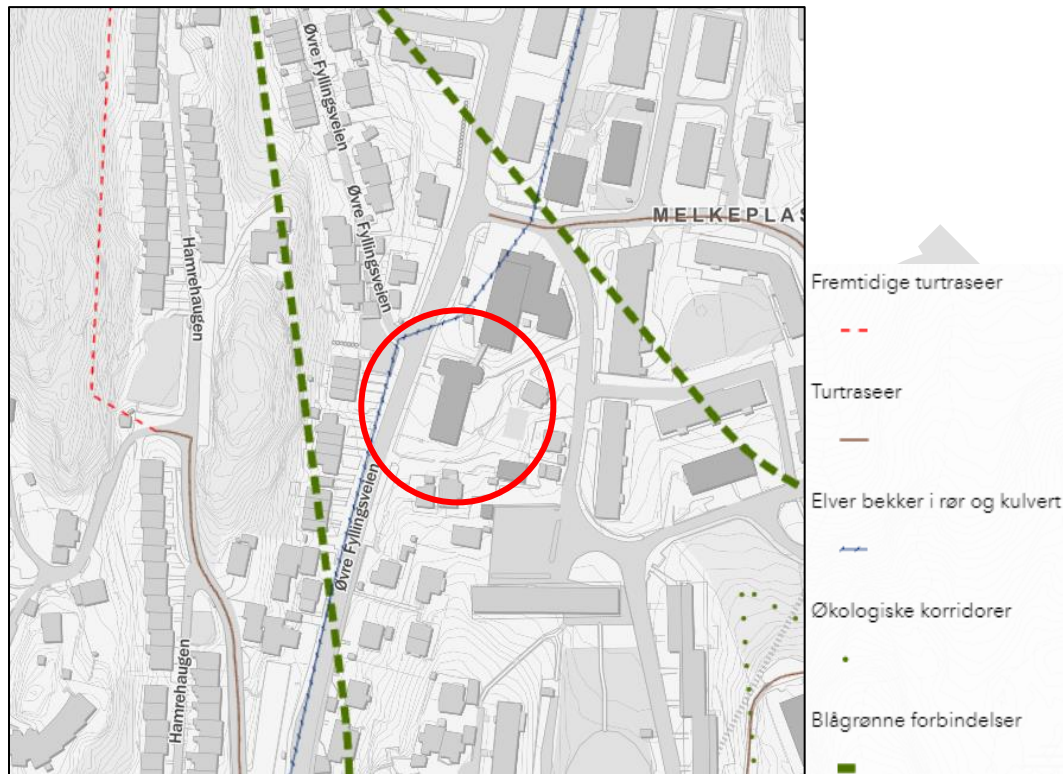 Øvre Fyllingsveien
Øvre Fyllingsveien
MELKEPLAS
Hamrehaugen
Øvre Fyllingsveien
Hamrehaugen
Fremtidige turtraseer
Turtraseer
Elver bekker i rør og kulvert
Økologiske korridorer
Blågrønne forbindelser